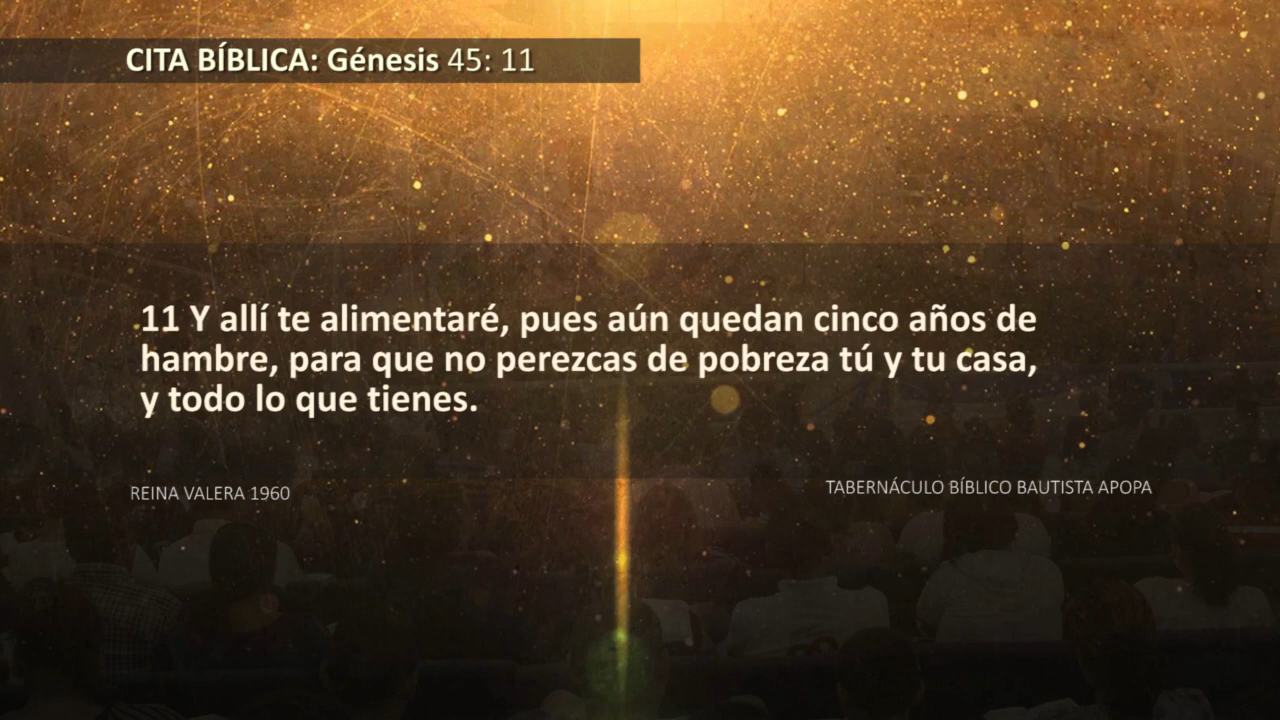 CITA BÍBLICA: Génesis 45: 11
11 Y allí te alimentaré, pues aún quedan cinco años de
hambre, para que no perezcas de pobreza tú y tu casa,
y todo lo que tienes.
REINA VALERA 1960
TABERNÁCULO BÍBLICO BAUTISTA APOPA